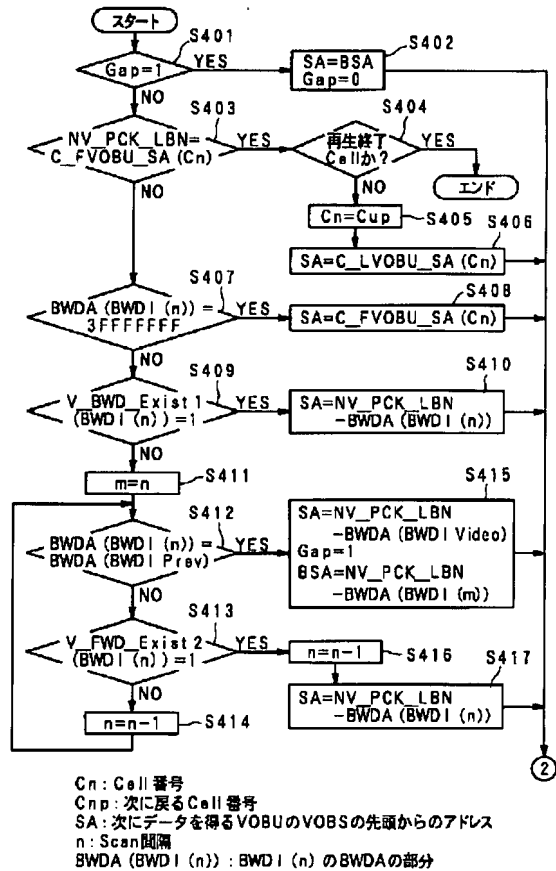 スタート
S401
Gap=1
YES
NO
S402
SA=BSA
Gap=0
S403
NV_PCK_LBN=
C_FVOBU_SA(Cn)
YES
NO
S404
再生終了
Cellか?
YES
NO
エンド
Cn=Cup
S405
S406
SA=C_LVOBU_SA(Cn)
S407
BWDA(BWDI(n))=
3FFFFFFF
YES
NO
S408
SA=C_FVOBU_SA(Cn)
S409
V_BWD_Exist1
(BWDI(n))=1
YES
NO
S410
SA=NV_PCK_LBN
-BWDA(BWDI(n))
m=n
S411
S412
BWDA(BWDI(n))=
BWDA(BWDI Prev)
YES
NO
S415
SA=NV_PCK_LBN
-BWDA(BWDI Video)
Gap=1
BSA=NV_PCK_LBN
-BWDA(BWDI(m))
S413
V_FWD_Exist2
(BWDI(n))=1
YES
NO
n=n-1
S416
S417
SA=NV_PCK_LBN
-BWDA(BWDI(n))
n=n-1
S414
2
Cn:Cell番号
Cnp:次に戻るCell番号
SA:次にデータを得るVOBUのVOBSの先頭からのアドレス
n:Scan間隔
BWDA(BWDI(n)):BWDI(n)のBWDAの部分